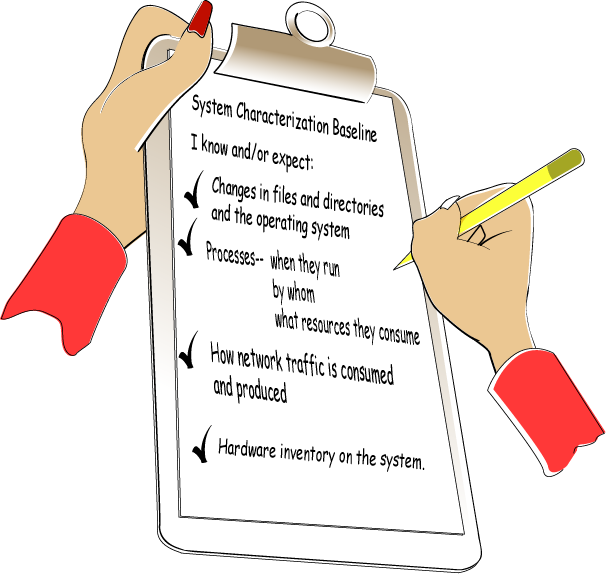 System Characterization Baseline
I know and/or expect:
Changes in files and directories
and the operating system
Processes-- when they run
by whom
what resources they consume
How network traffic is consumed
and produced
Hardware inventory on the system.